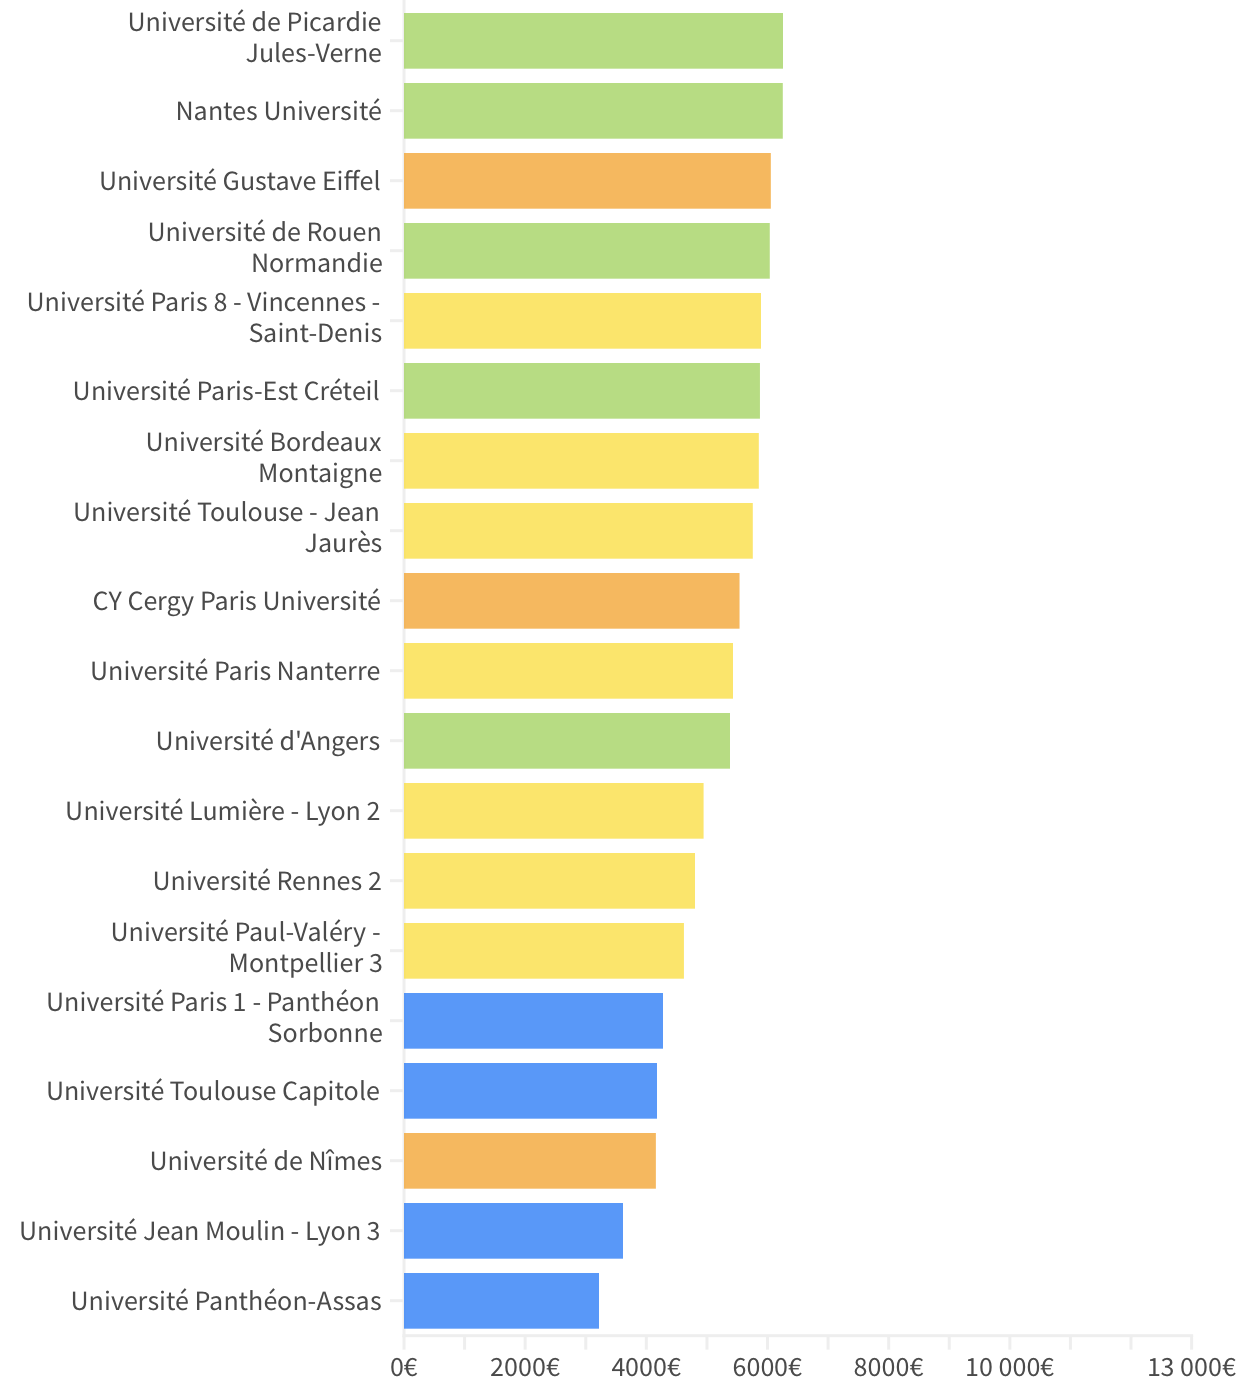 Université de Picardie
Jules-Verne
Nantes Université
Université Gustave Eiffel
Université de Rouen
Normandie
Université Paris 8 - Vincennes -
Saint-Denis
Université Paris-Est Créteil
Université Bordeaux
Montaigne
Université Toulouse - Jean
Jaurès
CY Cergy Paris Université
Université Paris Nanterre
Université d'Angers
Université Lumière - Lyon 2
Université Rennes 2
Université Paul-Valéry -
Montpellier 3
Université Paris 1 - Panthéon
Sorbonne
Université Toulouse Capitole
Université de Nîmes
Université Jean Moulin - Lyon 3
Université Panthéon-Assas
0€ 2000€ 4000€ 6000€ 8000€ 10 000€ 13 000€